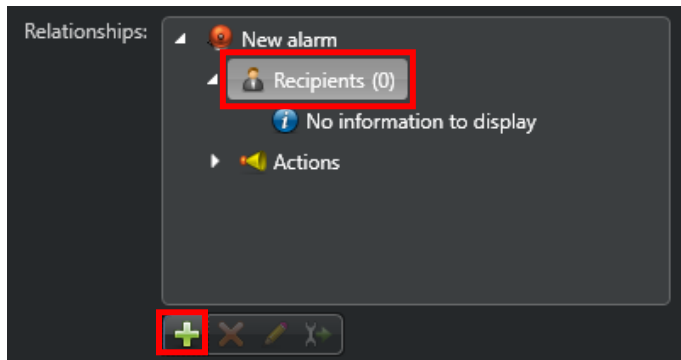 Relationships:
New alarm
Recipients (0)
No information to display
Actions